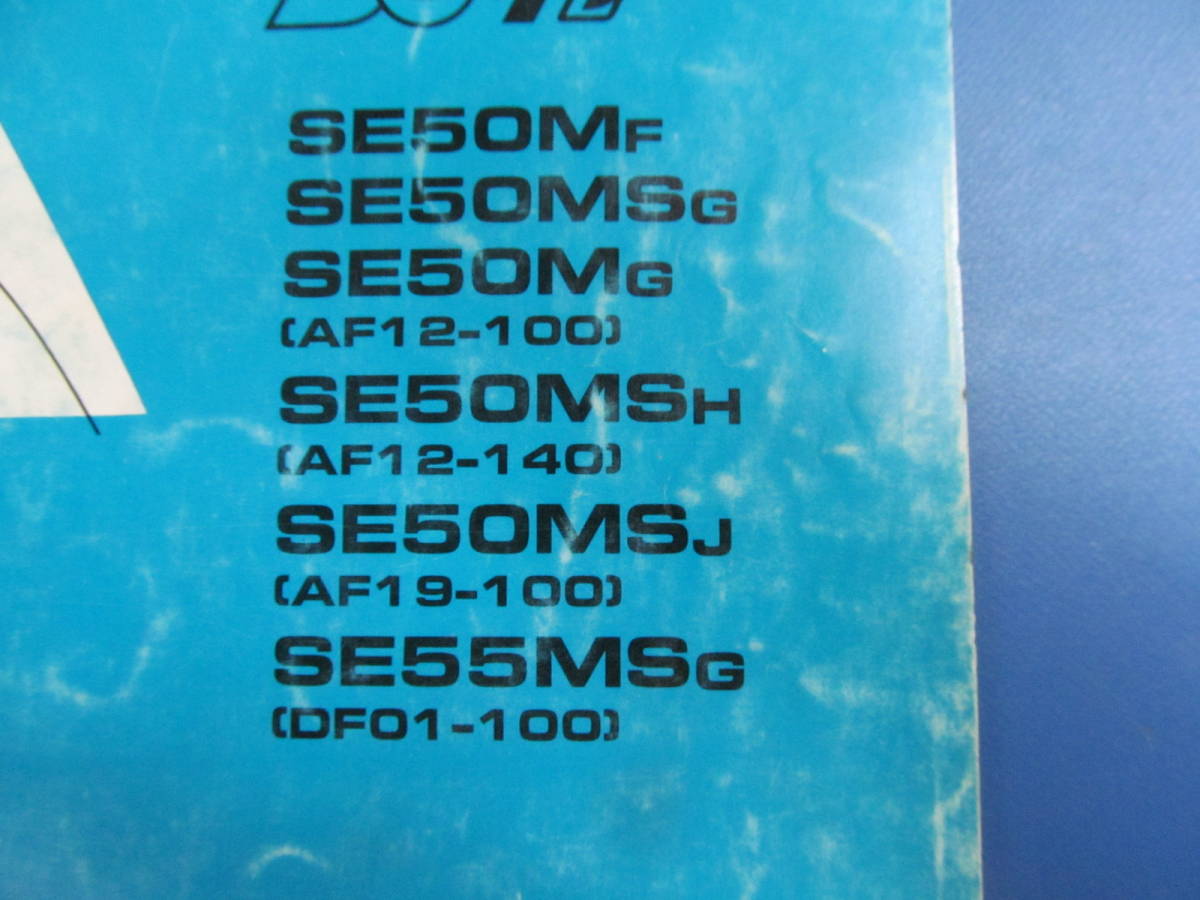 SE50MF
SE50MSG
SE50MG
(AF12-100)
SE50MSH
(AF12-140)
SE50MSJ
(AF19-100)
SE55MSG
(DF01-100)